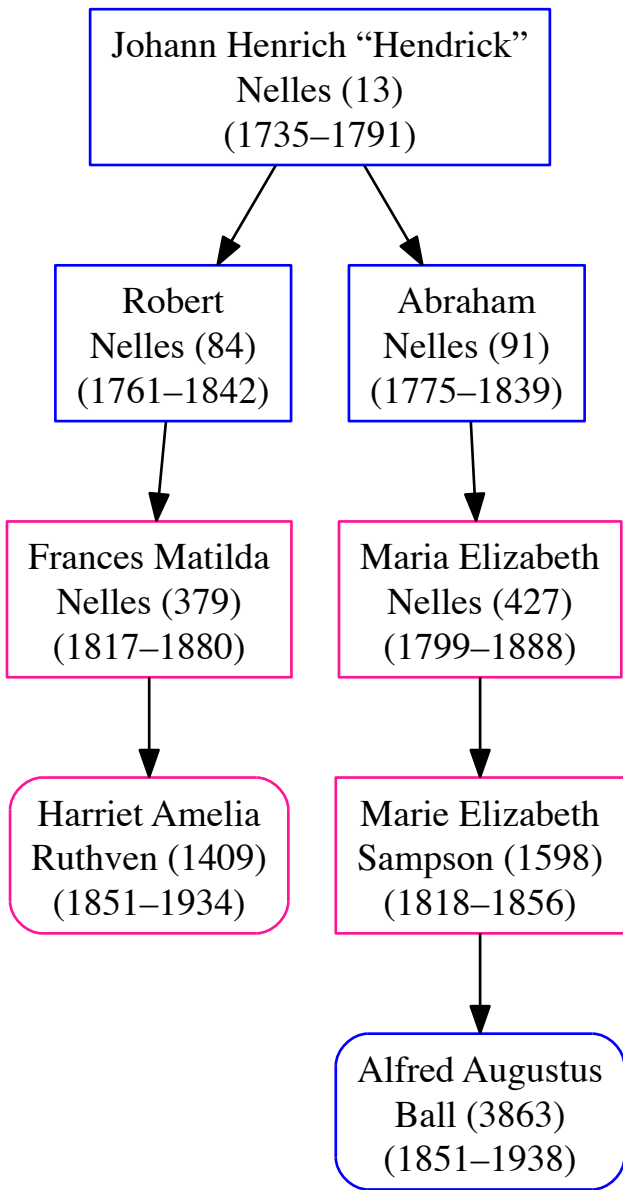 Johann Henrich “Hendrick”
Nelles (13)
(1735–1791)
Robert
Nelles (84)
(1761–1842)
Abraham
Nelles (91)
(1775–1839)
Frances Matilda
Nelles (379)
(1817–1880)
Maria Elizabeth
Nelles (427)
(1799–1888)
Harriet Amelia
Ruthven (1409)
(1851–1934)
Marie Elizabeth
Sampson (1598)
(1818–1856)
Alfred Augustus
Ball (3863)
(1851–1938)